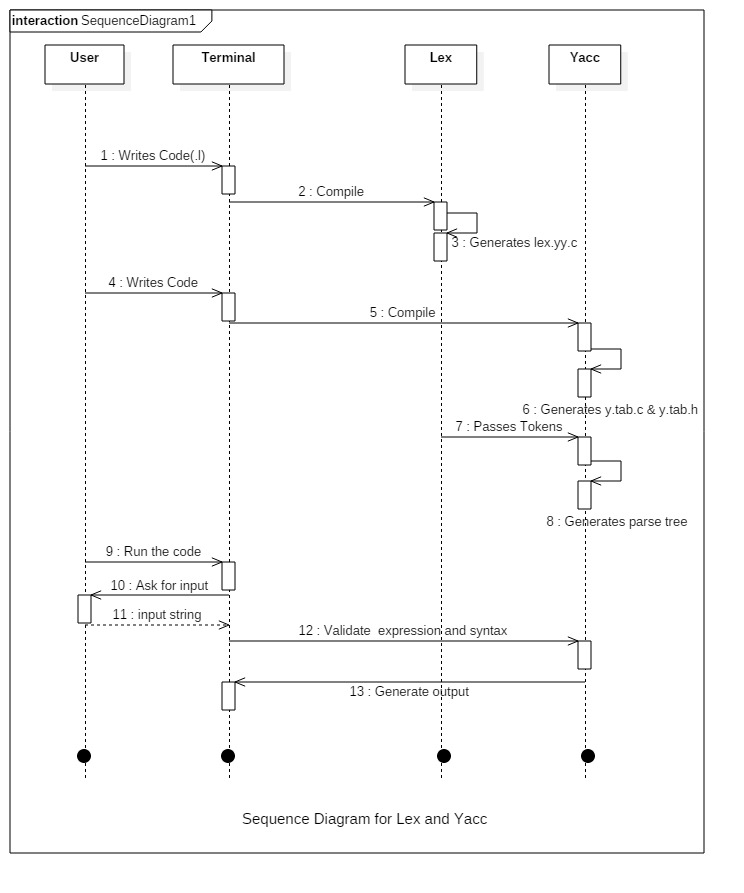 interaction SequenceDiagram1
User
Terminal
Lex
Yacc
1 : Writes Code(.l)
2 : Compile
3 : Generates lex.yy.c
4 : Writes Code
5 : Compile
6 : Generates y.tab.c & y.tab.h
7 : Passes Tokens
8 : Generates parse tree
9 : Run the code
10 : Ask for input
11 : input string
12 : Validate  expression and syntax
13 : Generate output
Sequence Diagram for Lex and Yacc